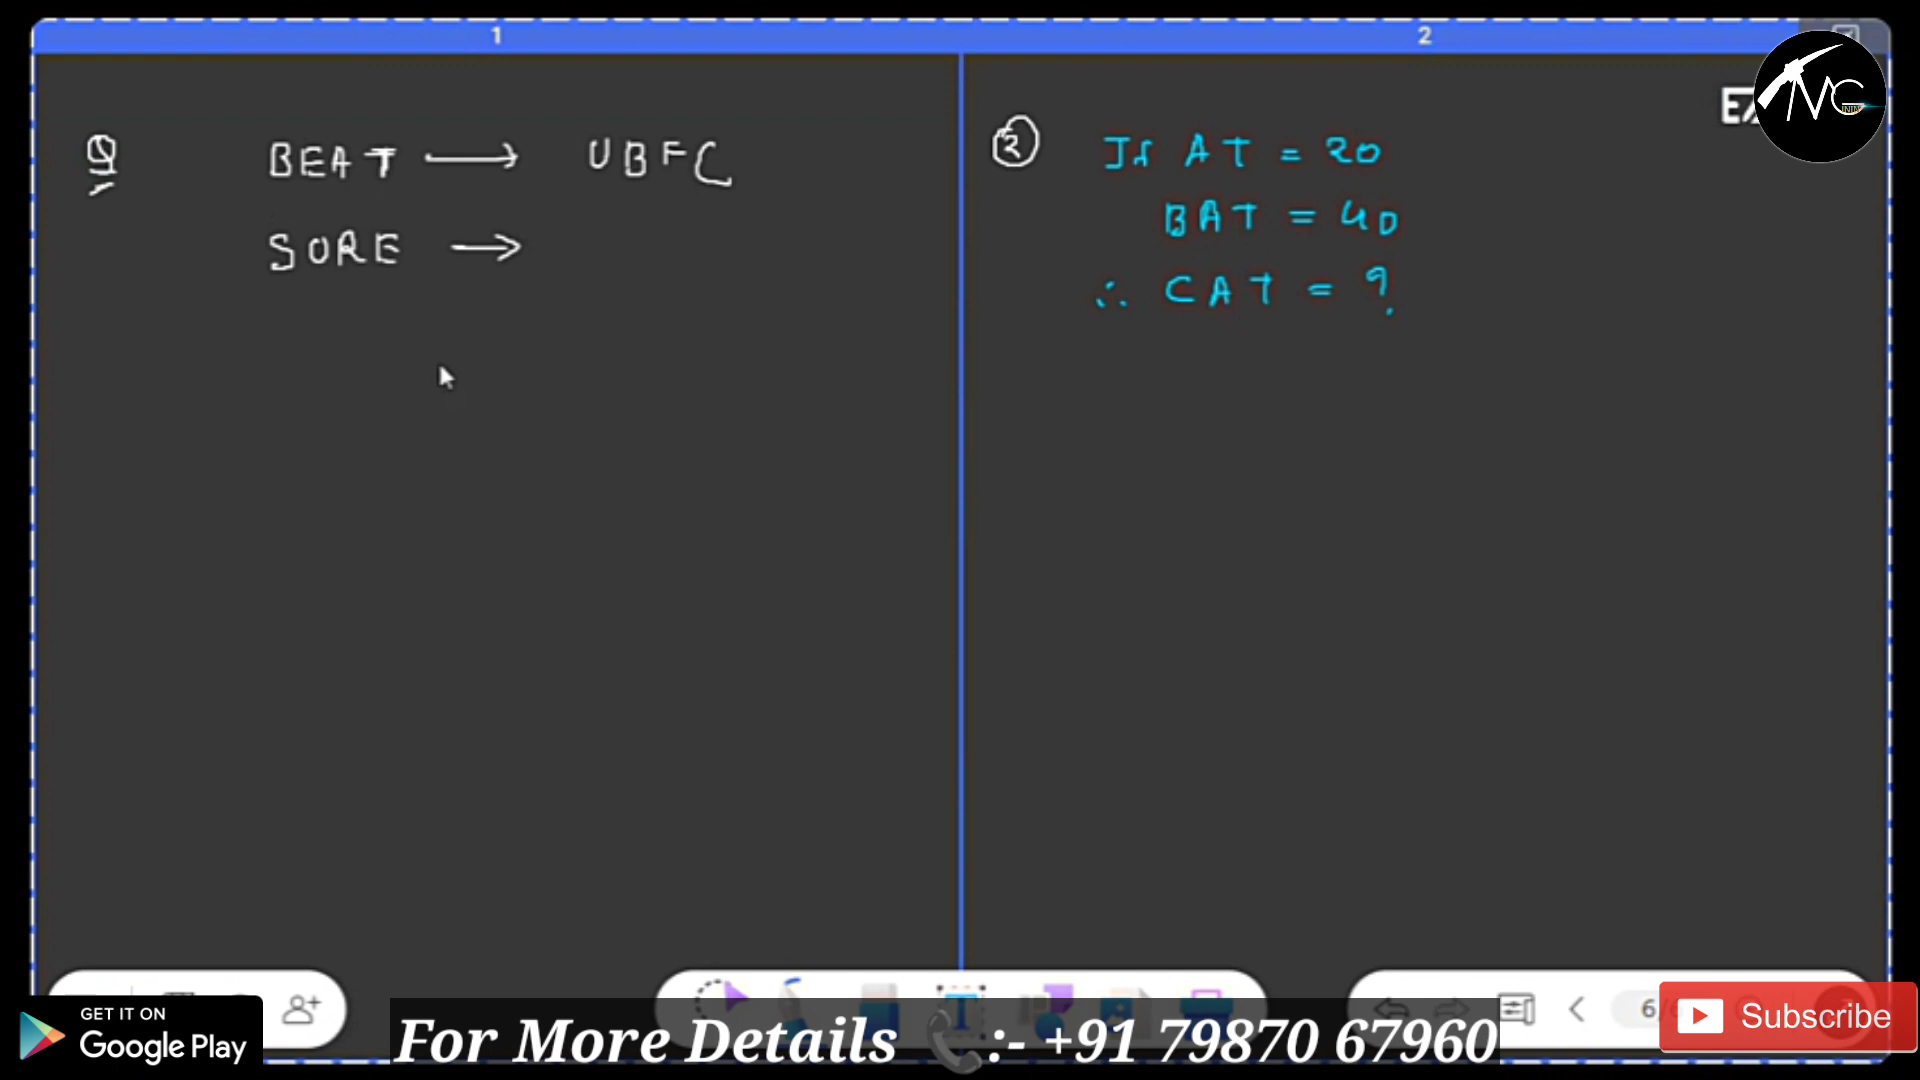 1
2
Q
BEAT → UBFC
SORE →
② If AT = 20
BAT = 40
∴ CAT = ?
MG
GET IT ON
Google Play
For More Details :- +91 79870 67960
Subscribe